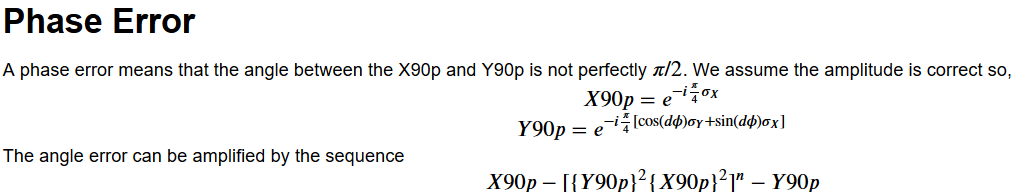 Phase Error
A phase error means that the angle between the X90p and Y90p is not perfectly π/2. We assume the amplitude is correct so,
X90p = e^{-i\frac{π}{4}σ_X}
Y90p = e^{-i\frac{π}{4}[cos(dϕ)σ_Y+sin(dϕ)σ_X]}
The angle error can be amplified by the sequence
X90p − [{Y90p}²{X90p}²]ⁿ − Y90p